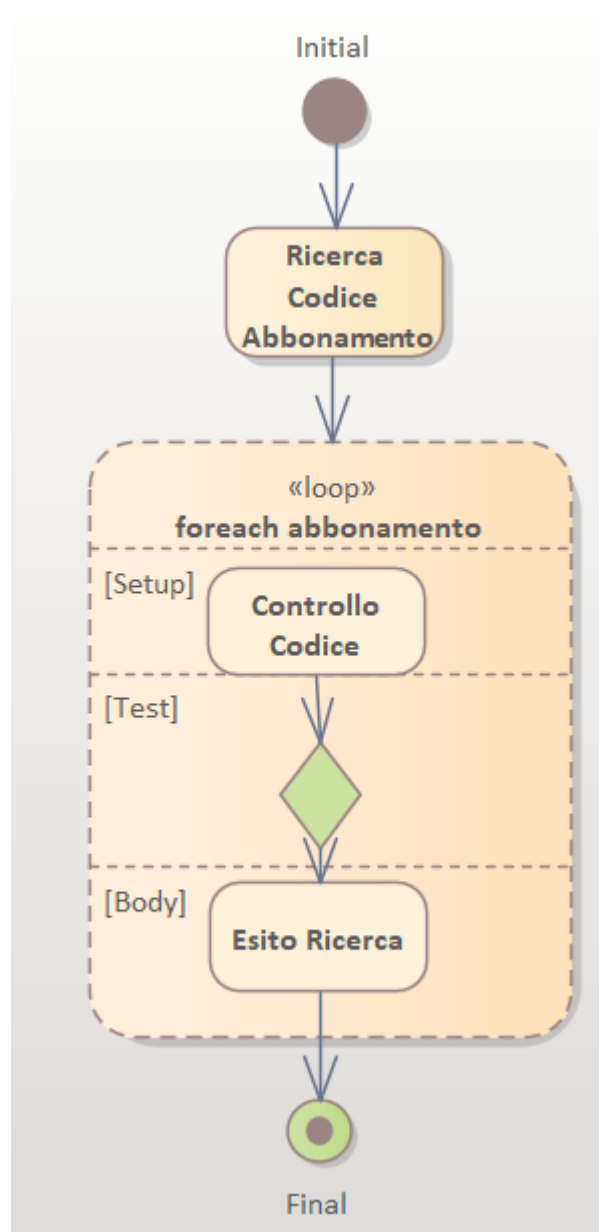 Initial
Ricerca
Codice
Abbonamento
«loop»
foreach abbonamento
[Setup]
Controllo
Codice
[Test]
[Body]
Esito Ricerca
Final